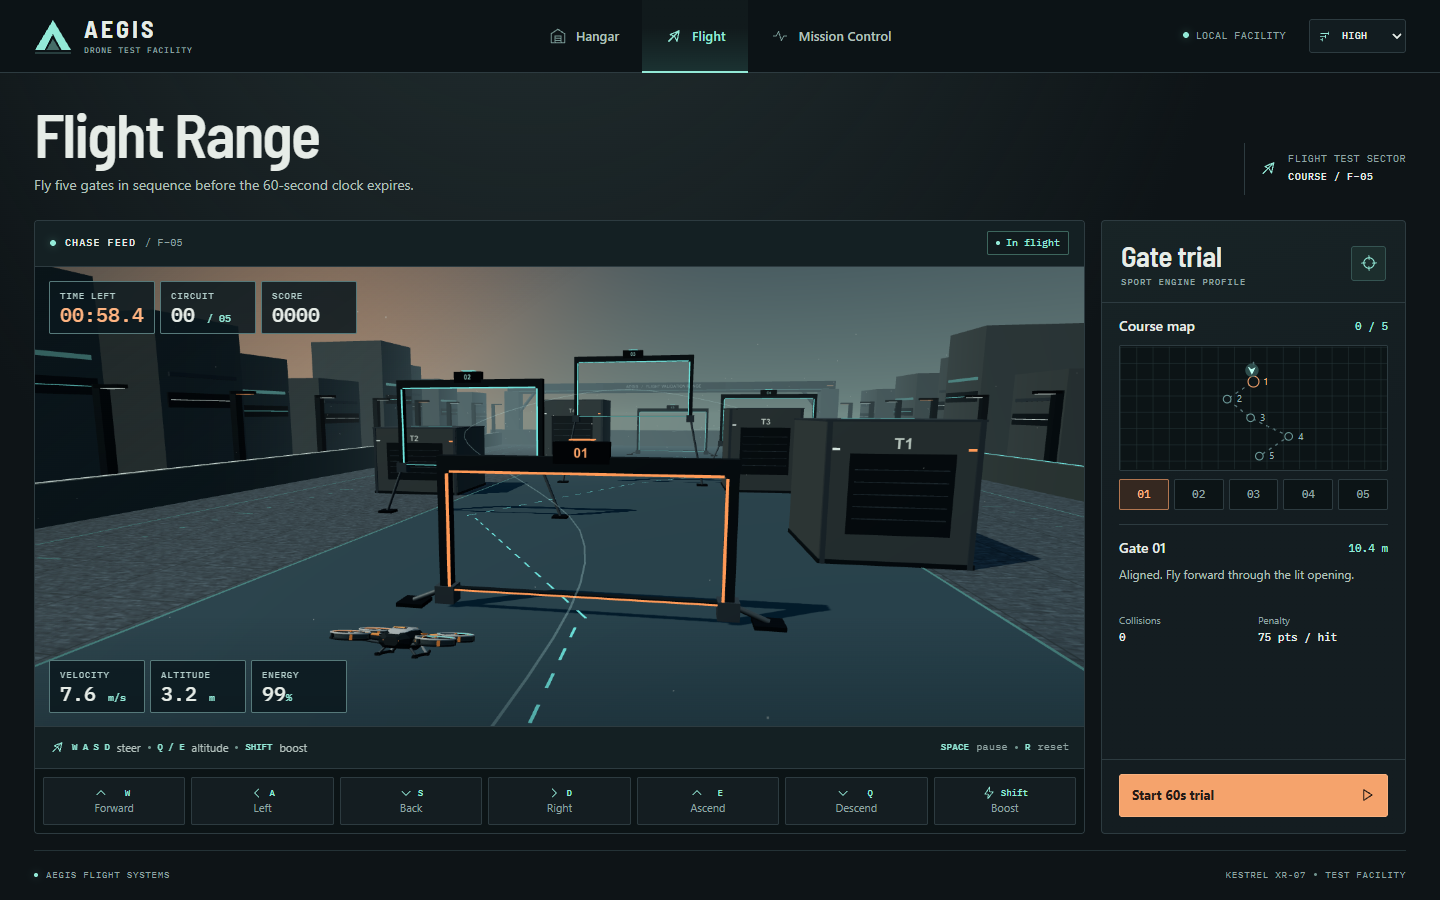 AEGIS
DRONE TEST FACILITY
Hangar
Flight
Mission Control
LOCAL FACILITY
HIGH
Flight Range
Fly five gates in sequence before the 60-second clock expires.
FLIGHT TEST SECTOR
COURSE / F-05
CHASE FEED / F-05
In flight
TIME LEFT
00:58.4
CIRCUIT
00 / 05
SCORE
0000
02
03
T2
T3
T1
01
VELOCITY
7.6 m/s
ALTITUDE
3.2 m
ENERGY
99%
W A S D steer • Q / E altitude • SHIFT boost
SPACE pause • R reset
W
Forward
A
Left
S
Back
D
Right
E
Ascend
Q
Descend
Shift
Boost
Gate trial
SPORT ENGINE PROFILE
Course map
0 / 5
1
2
3
4
5
01
02
03
04
05
Gate 01
10.4 m
Aligned. Fly forward through the lit opening.
Collisions
0
Penalty
75 pts / hit
Start 60s trial
AEGIS FLIGHT SYSTEMS
KESTREL XR-07 • TEST FACILITY